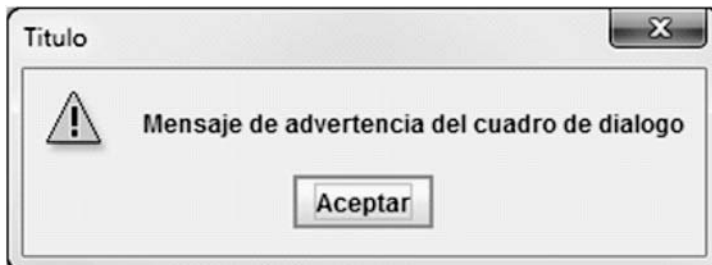 Titulo
Mensaje de advertencia del cuadro de dialogo
Aceptar